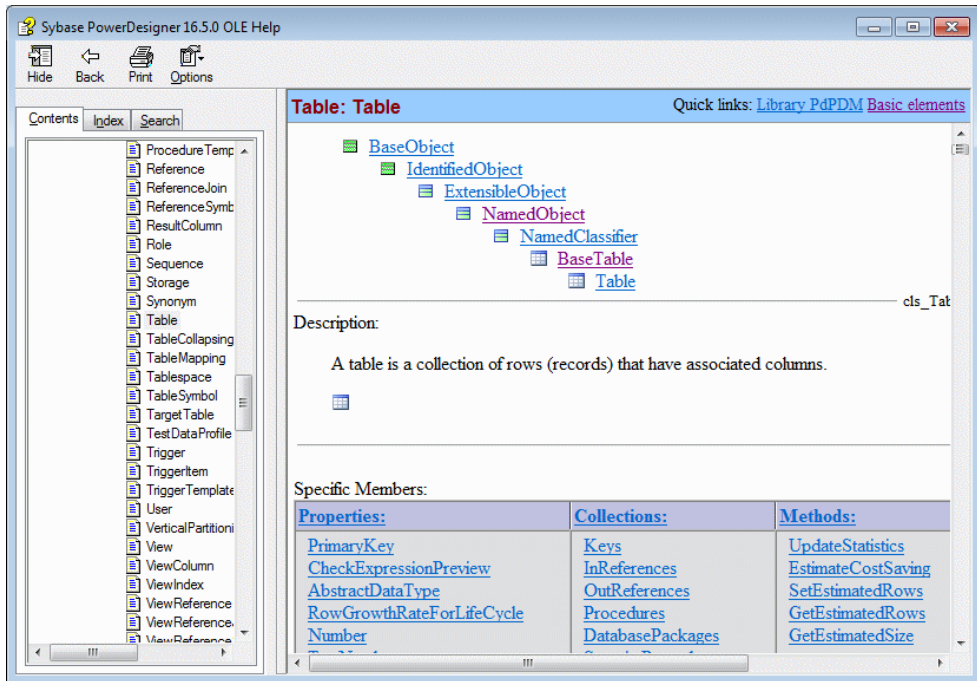 Sybase PowerDesigner 16.5.0 OLE Help
Hide Back Print Options
Contents Index Search
ProcedureTemp
Reference
ReferenceJoin
ReferenceSymb
ResultColumn
Role
Sequence
Storage
Synonym
Table
TableCollapsing
TableMapping
Tablespace
TableSymbol
TargetTable
TestDataProfile
Trigger
TriggerItem
TriggerTemplate
User
VerticalPartitioni
View
ViewColumn
ViewIndex
ViewReference
ViewReference
ViewReference
Table: Table
Quick links: Library PdPDM Basic elements
BaseObject
IdentifiedObject
ExtensibleObject
NamedObject
NamedClassifier
BaseTable
Table
cls_Tab
Description:
A table is a collection of rows (records) that have associated columns.
Specific Members:
Properties: Collections: Methods:
PrimaryKey Keys UpdateStatistics
CheckExpressionPreview InReferences EstimateCostSaving
AbstractDataType OutReferences SetEstimatedRows
RowGrowthRateForLifeCycle Procedures GetEstimatedRows
Number DatabasePackages GetEstimatedSize